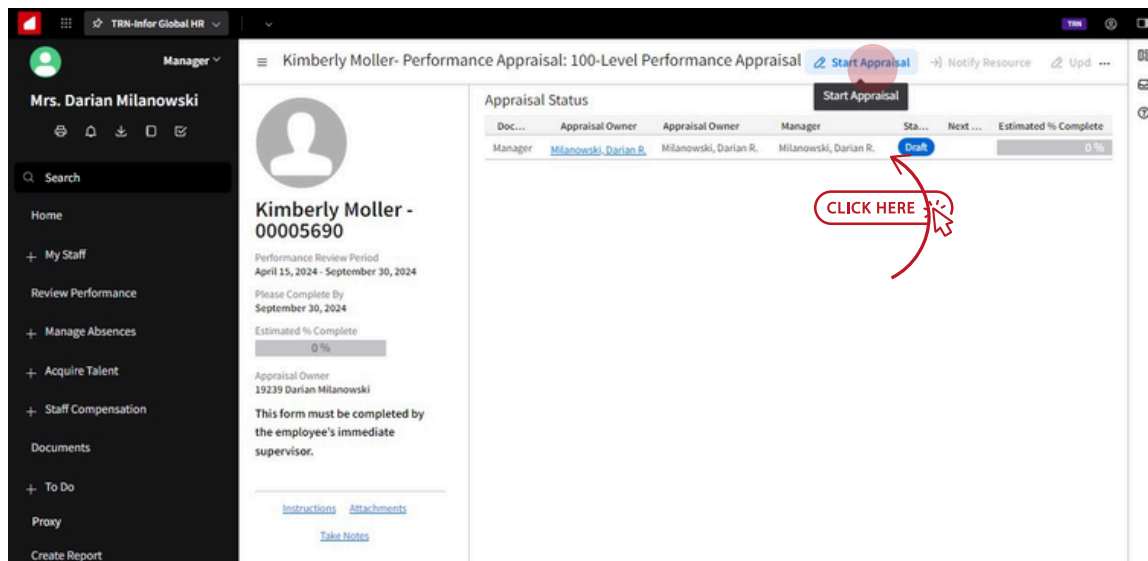 TRN-Infor Global HR
TRN
Manager
Mrs. Darian Milanowski
Search
Home
+ My Staff
Review Performance
+ Manage Absences
+ Acquire Talent
+ Staff Compensation
Documents
+ To Do
Proxy
Create Report
Kimberly Moller- Performance Appraisal: 100-Level Performance Appraisal
Start Appraisal
Notify Resource
Upd ...
Start Appraisal
Kimberly Moller -
00005690
Performance Review Period
April 15, 2024 - September 30, 2024
Please Complete By
September 30, 2024
Estimated % Complete
0 %
Appraisal Owner
19239 Darian Milanowski
This form must be completed by
the employee's immediate
supervisor.
Instructions Attachments
Take Notes
Appraisal Status
Doc... Appraisal Owner Appraisal Owner Manager Sta... Next ... Estimated % Complete
Manager Milanowski, Darian R. Milanowski, Darian R. Milanowski, Darian R. Draft 0 %
CLICK HERE